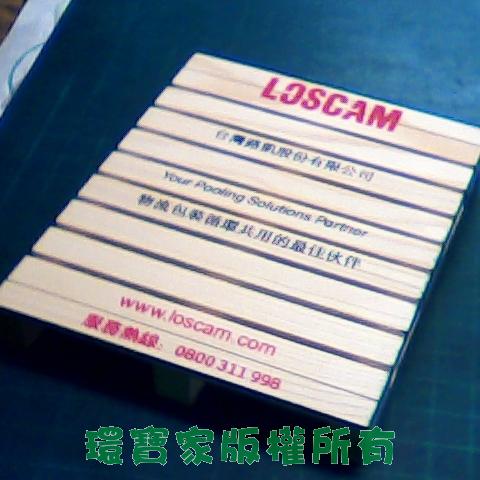 LOSCAM
台灣路凱股份有限公司
Your Pooling Solutions Partner
物流包裝循環共用的最佳伙伴
www.loscam.com
服務熱線: 0800 311 998
環寶家版權所有